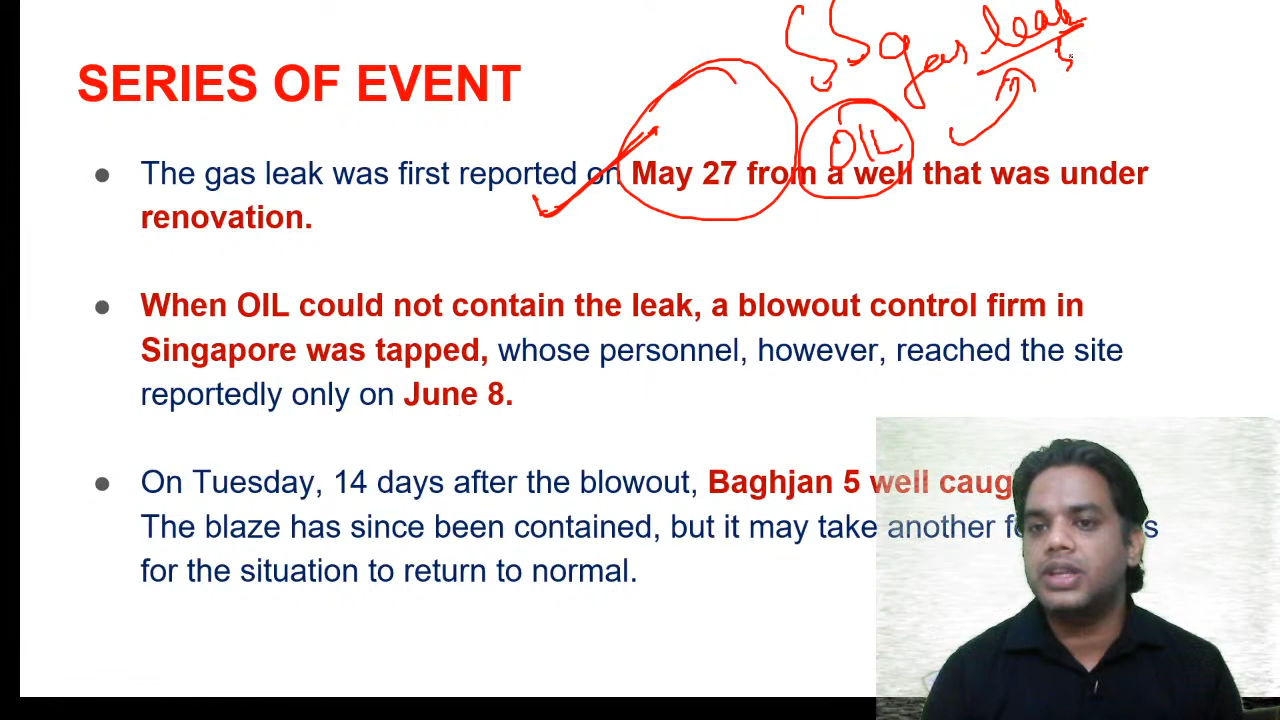 gas leak
SERIES OF EVENT
OIL
● The gas leak was first reported on May 27 from a well that was under
renovation.
● When OIL could not contain the leak, a blowout control firm in
Singapore was tapped, whose personnel, however, reached the site
reportedly only on June 8.
● On Tuesday, 14 days after the blowout, Baghjan 5 well
The blaze has since been contained, but it may take another
for the situation to return to normal.